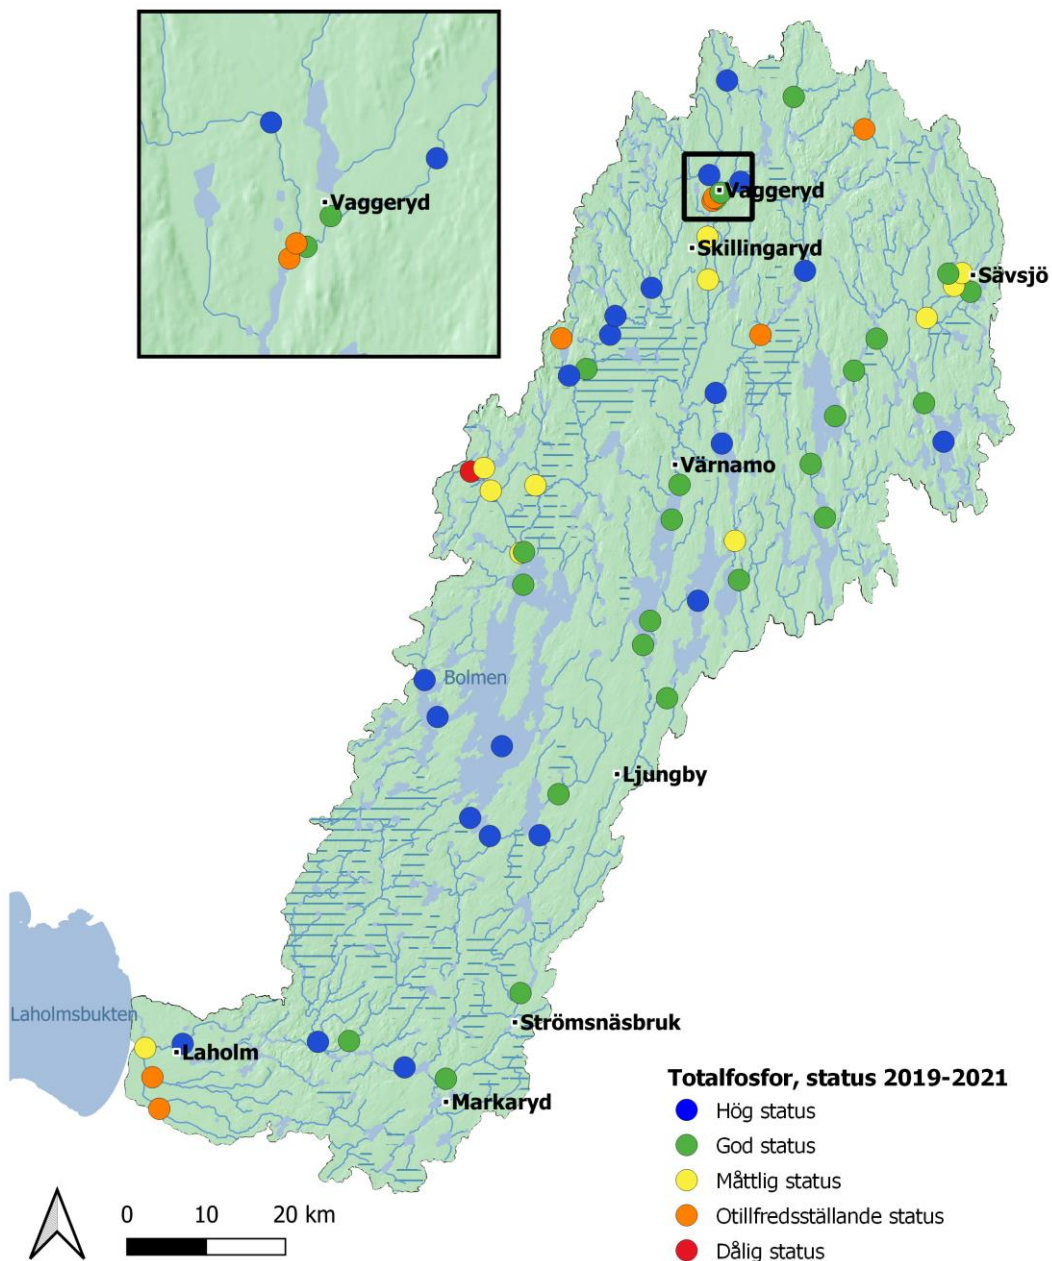 Vaggeryd
Vaggeryd
Skillingaryd
Sävsjö
Värnamo
Bolmen
Ljungby
Laholmsbukten
Strömsnäsbruk
Laholm
Markaryd
Totalfosfor, status 2019-2021
Hög status
God status
Måttlig status
Otillfredsställande status
Dålig status
0 10 20 km